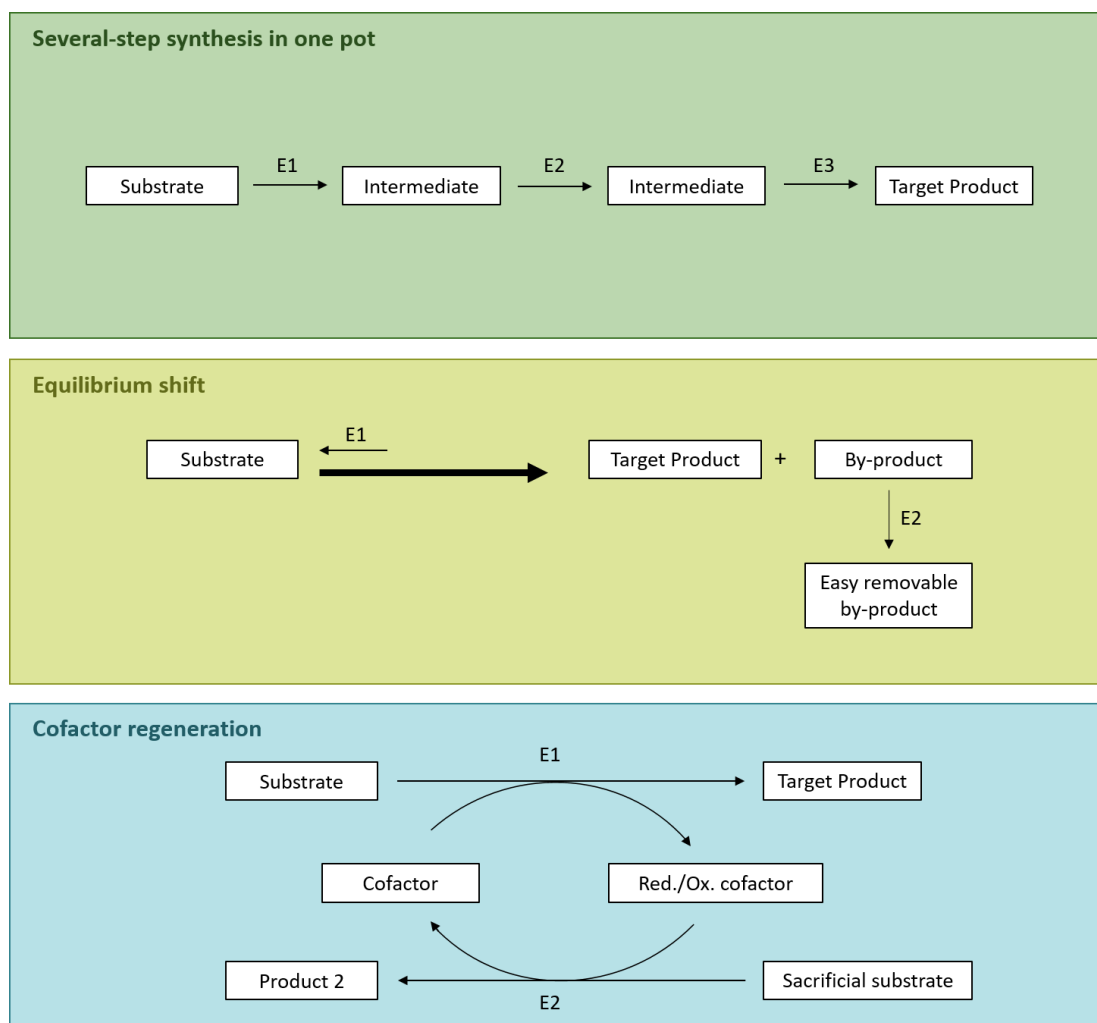 Several-step synthesis in one pot
E1
E2
E3
Substrate
Intermediate
Intermediate
Target Product
Equilibrium shift
E1
Substrate
Target Product
+
By-product
E2
Easy removable
by-product
Cofactor regeneration
E1
Substrate
Target Product
Cofactor
Red./Ox. cofactor
Product 2
Sacrificial substrate
E2